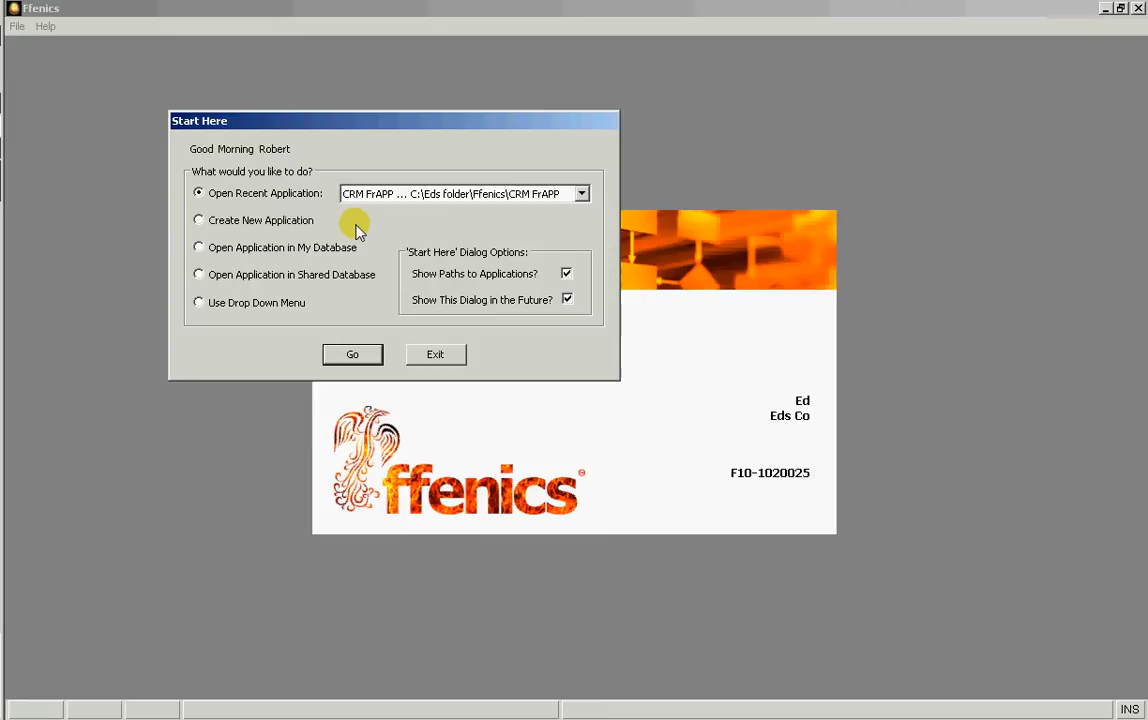 Ffenics
File Help
Start Here
Good Morning Robert
What would you like to do?
Open Recent Application: CRM FrAPP ... C:\Eds folder\Ffenics\CRM FrAPP
Create New Application
Open Application in My Database
'Start Here' Dialog Options:
Show Paths to Applications?
Open Application in Shared Database
Show This Dialog in the Future?
Use Drop Down Menu
Go Exit
Ed
Eds Co
F10-1020025
ffenics®
INS